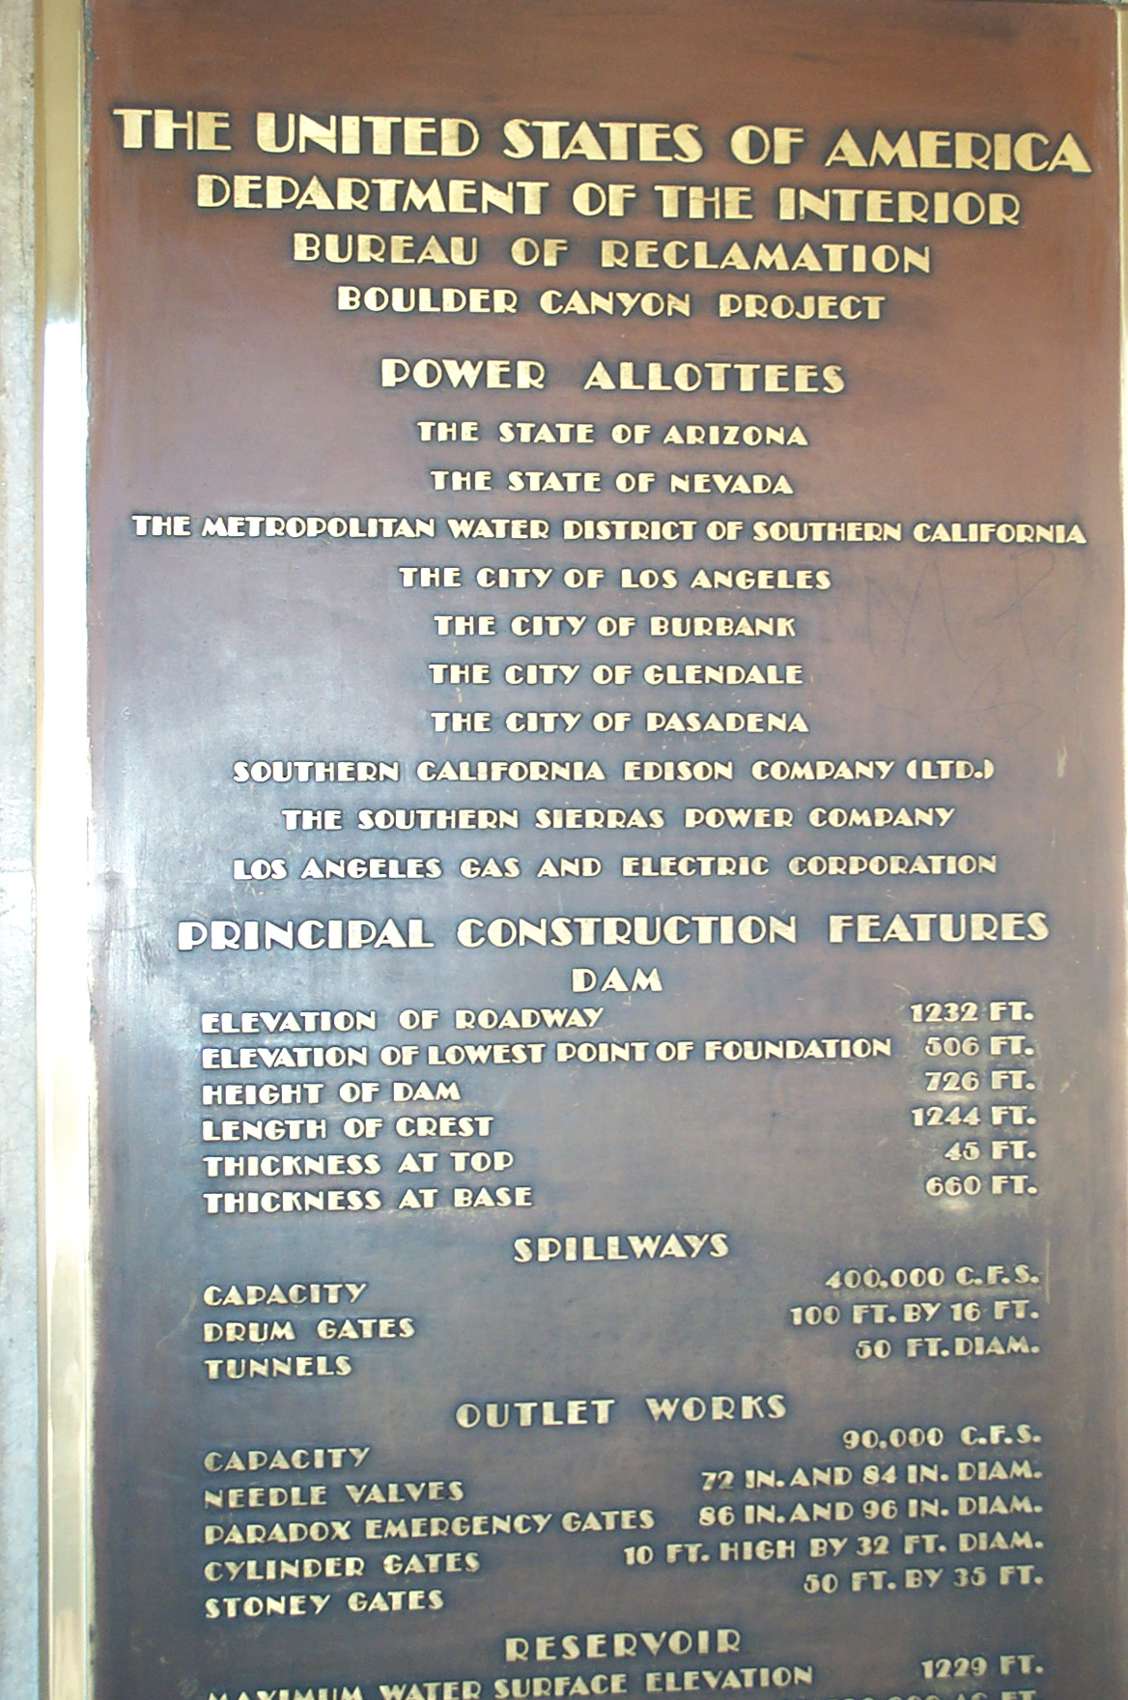 THE UNITED STATES OF AMERICA
DEPARTMENT OF THE INTERIOR
BUREAU OF RECLAMATION
BOULDER CANYON PROJECT
POWER ALLOTTEES
THE STATE OF ARIZONA
THE STATE OF NEVADA
THE METROPOLITAN WATER DISTRICT OF SOUTHERN CALIFORNIA
THE CITY OF LOS ANGELES
THE CITY OF BURBANK
THE CITY OF GLENDALE
THE CITY OF PASADENA
SOUTHERN CALIFORNIA EDISON COMPANY (LTD.)
THE SOUTHERN SIERRAS POWER COMPANY
LOS ANGELES GAS AND ELECTRIC CORPORATION
PRINCIPAL CONSTRUCTION FEATURES
DAM
ELEVATION OF ROADWAY 1232 FT.
ELEVATION OF LOWEST POINT OF FOUNDATION 506 FT.
HEIGHT OF DAM 726 FT.
LENGTH OF CREST 1244 FT.
THICKNESS AT TOP 45 FT.
THICKNESS AT BASE 660 FT.
SPILLWAYS
CAPACITY 400,000 C.F.S.
DRUM GATES 100 FT. BY 16 FT.
TUNNELS 50 FT. DIAM.
OUTLET WORKS
CAPACITY 90,000 C.F.S.
NEEDLE VALVES 72 IN. AND 84 IN. DIAM.
PARADOX EMERGENCY GATES 86 IN. AND 96 IN. DIAM.
CYLINDER GATES 10 FT. HIGH BY 32 FT. DIAM.
STONEY GATES 50 FT. BY 35 FT.
RESERVOIR
MAXIMUM WATER SURFACE ELEVATION 1229 FT.